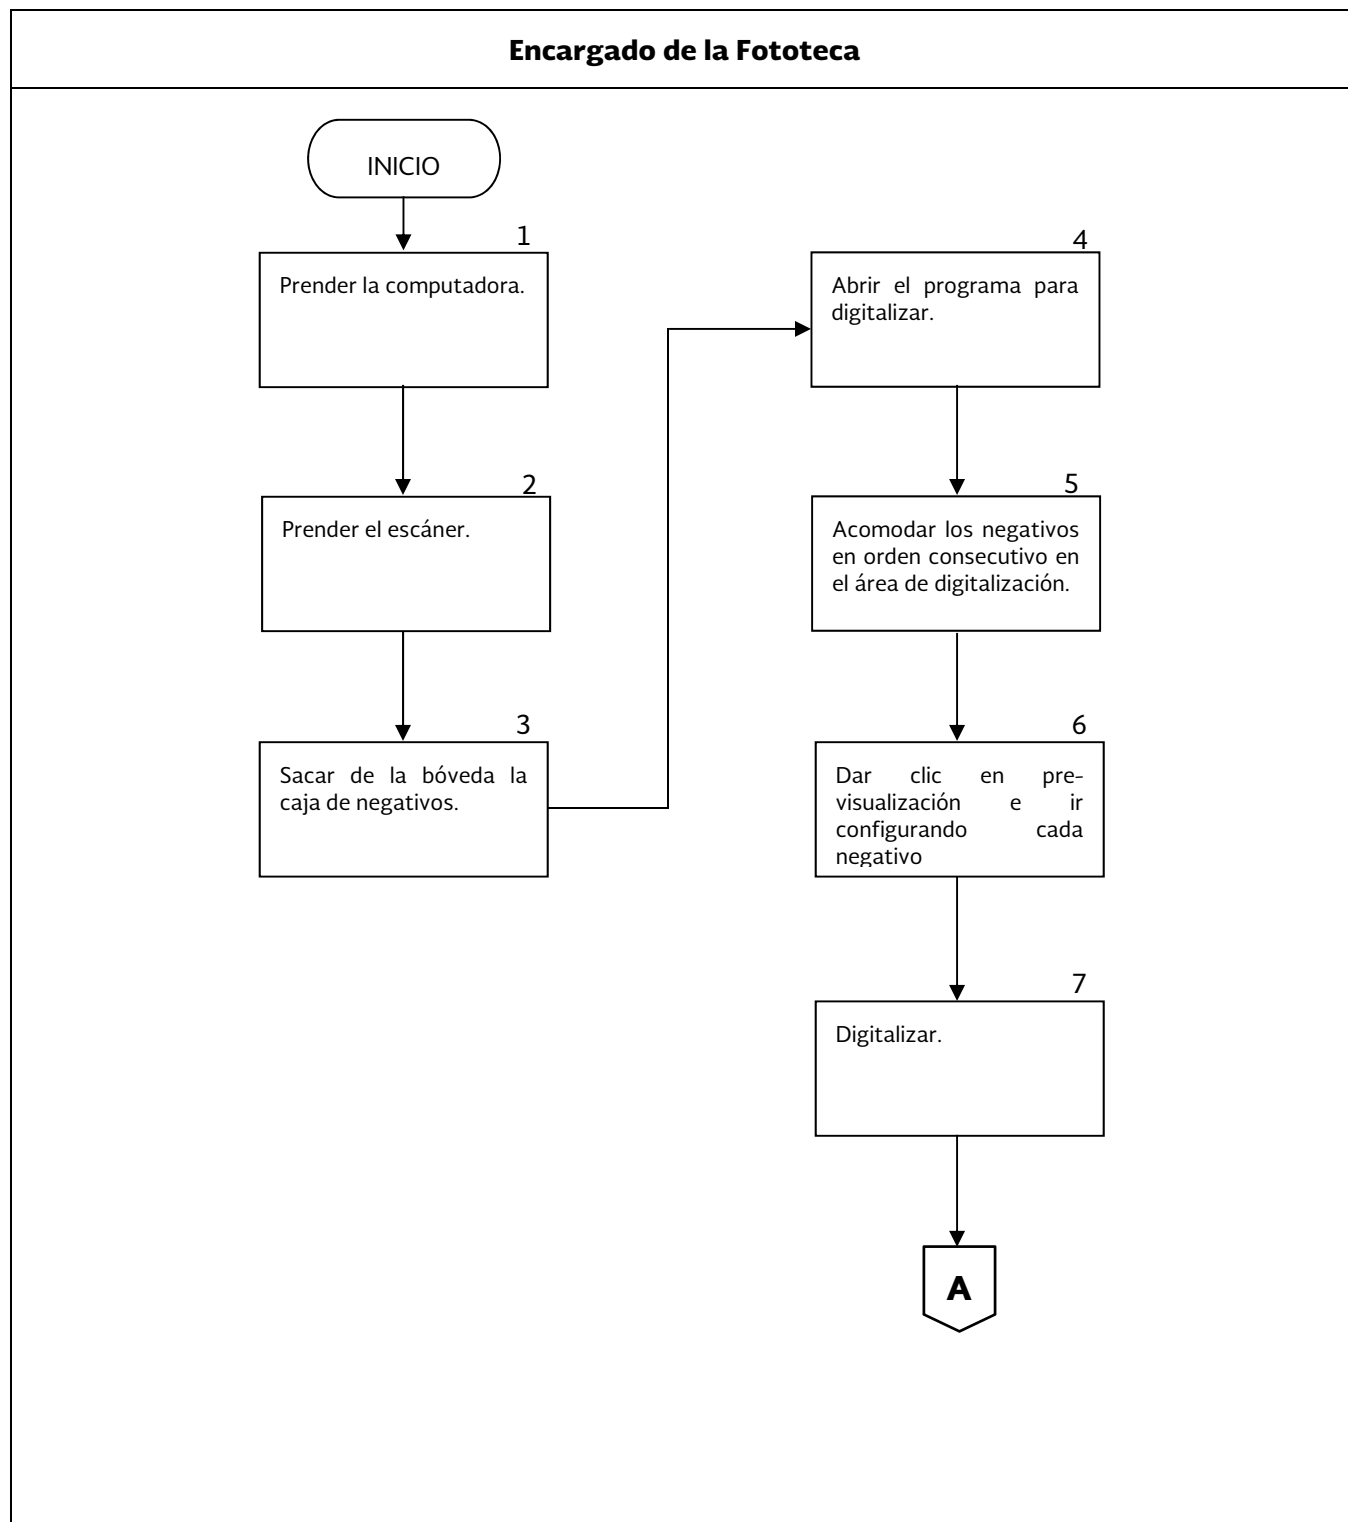 Encargado de la Fototeca
INICIO
1
Prender la computadora.
2
Prender el escáner.
3
Sacar de la bóveda la
caja de negativos.
4
Abrir el programa para
digitalizar.
5
Acomodar los negativos
en orden consecutivo en
el área de digitalización.
6
Dar clic en pre-
visualización e ir
configurando cada
negativo
7
Digitalizar.
A